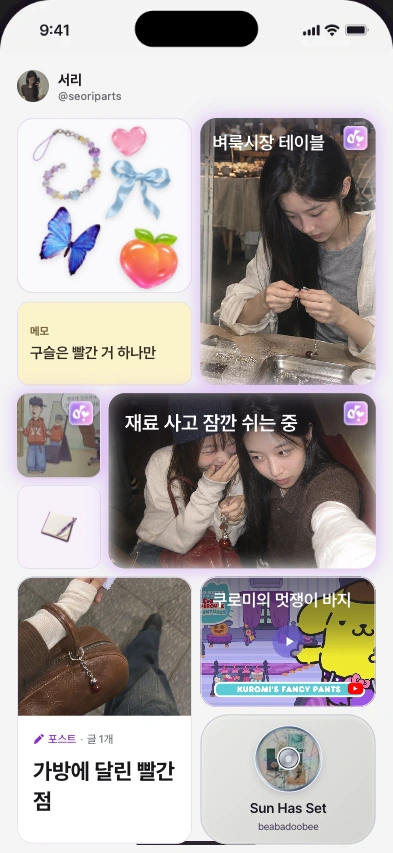 9:41
서리
@seoriparts
벼룩시장 테이블
메모
구슬은 빨간 거 하나만
재료 사고 잠깐 쉬는 중
쿠로미의 멋쟁이 바지
KUROMI'S FANCY PANTS
포스트 · 글 1개
가방에 달린 빨간
점
Sun Has Set
beabadoobee